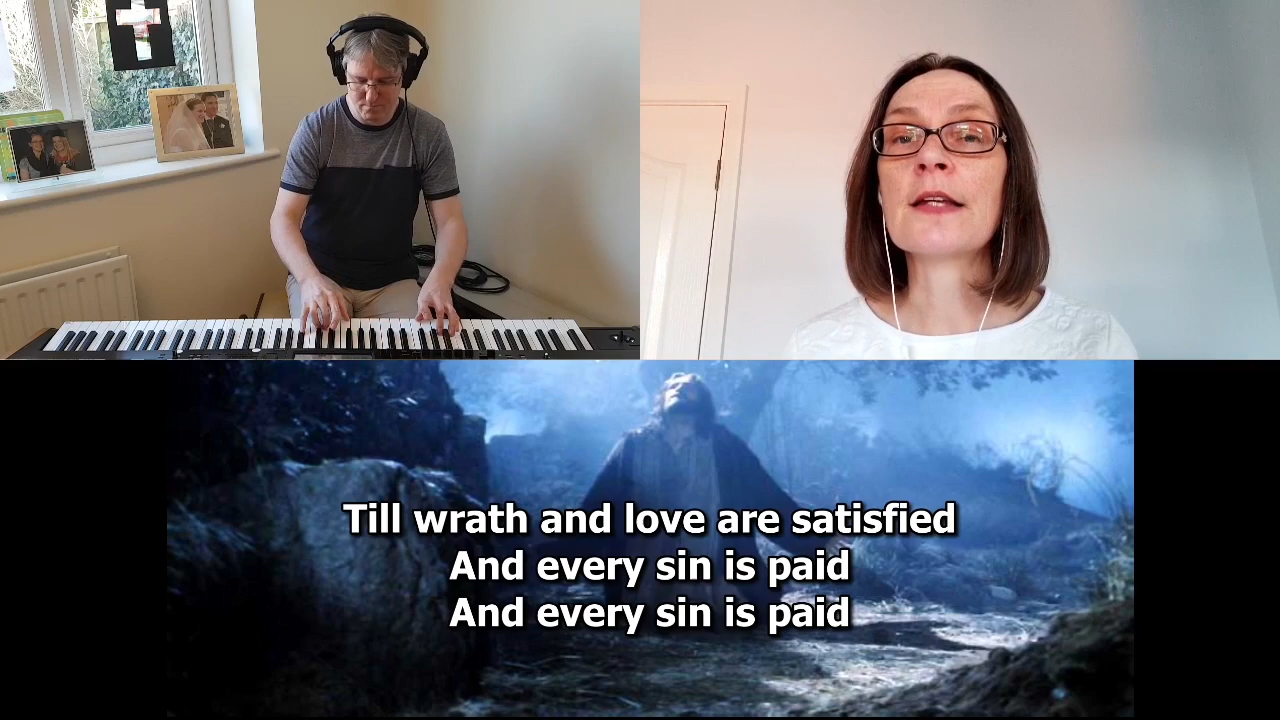 Till wrath and love are satisfied
And every sin is paid
And every sin is paid